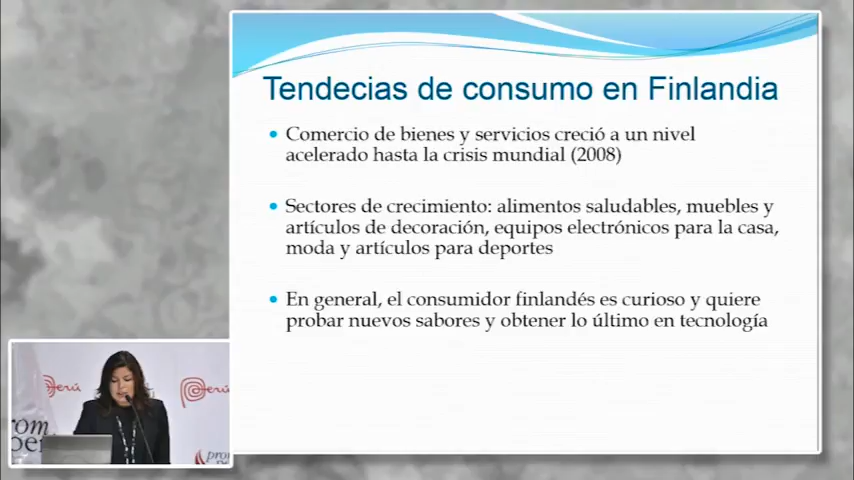 Tendecias de consumo en Finlandia
Comercio de bienes y servicios creció a un nivel
acelerado hasta la crisis mundial (2008)
Sectores de crecimiento: alimentos saludables, muebles y
artículos de decoración, equipos electrónicos para la casa,
moda y artículos para deportes
En general, el consumidor finlandés es curioso y quiere
probar nuevos sabores y obtener lo último en tecnología
Perú
Perú